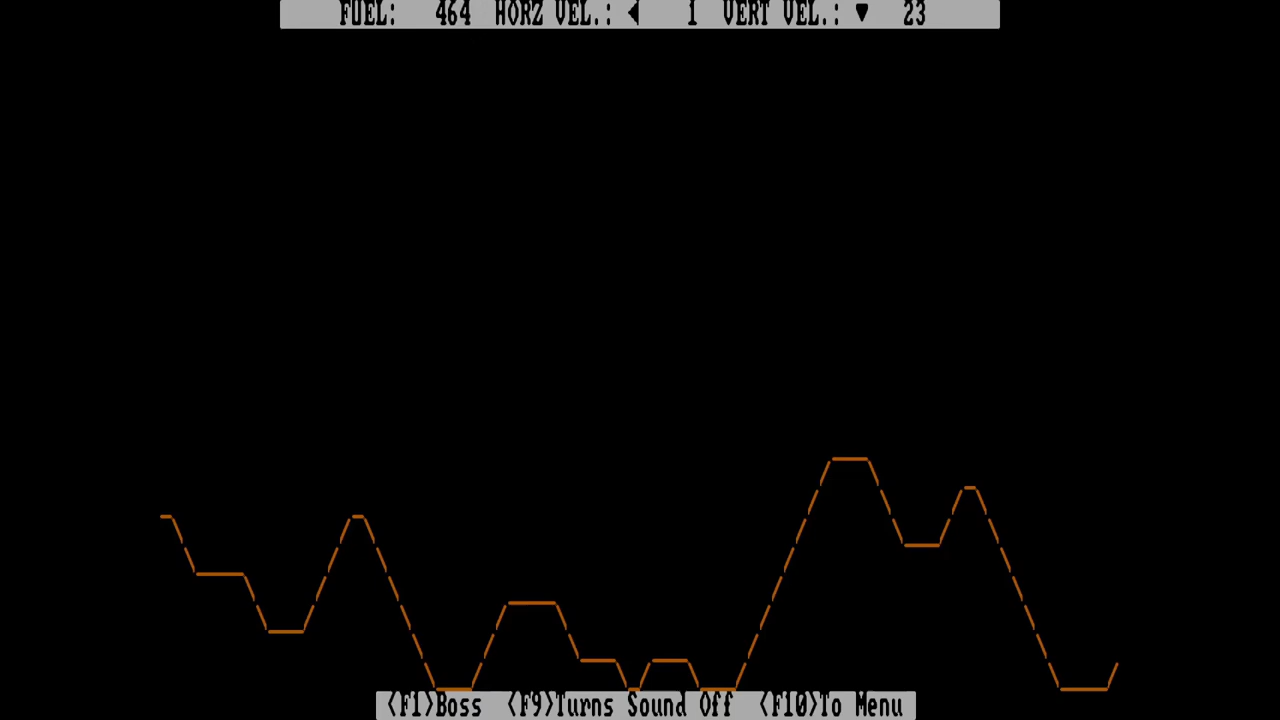 FUEL: 464 HORZ VEL.: ◄ 1 VERT VEL.: ▼ 23
<F1>Boss <F9>Turns Sound Off <F10>To Menu